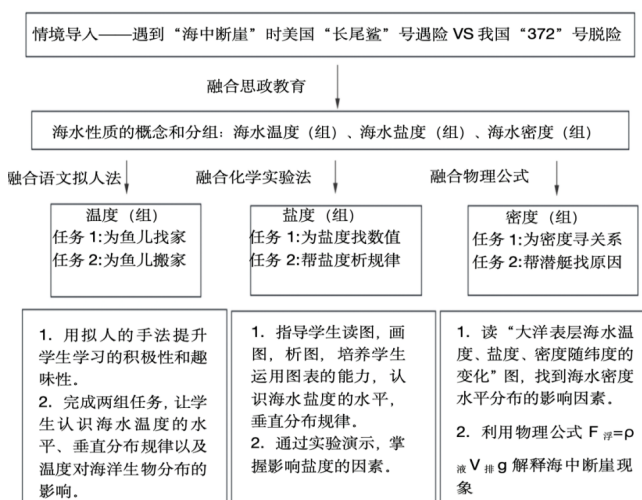 情境导入——遇到“海中断崖”时美国“长尾鲨”号遇险 VS 我国“372”号脱险
融合思政教育
海水性质的概念和分组：海水温度（组）、海水盐度（组）、海水密度（组）
融合语文拟人法
融合化学实验法
融合物理公式
温度（组）
任务 1:为鱼儿找家
任务 2:为鱼儿搬家
盐度（组）
任务 1:为盐度找数值
任务 2:帮盐度析规律
密度（组）
任务 1:为密度寻关系
任务 2:帮潜艇找原因
1. 用拟人的手法提升
学生学习的积极性和趣
味性。
2. 完成两组任务，让学
生认识海水温度的水
平、垂直分布规律以及
温度对海洋生物分布的
影响。
1. 指导学生读图，画
图，析图，培养学生
运用图表的能力，认
识海水盐度的水平，
垂直分布规律。
2. 通过实验演示，掌
握影响盐度的因素。
1. 读“大洋表层海水温
度、盐度、密度随纬度的
变化”图，找到海水密度
水平分布的影响因素。
2. 利用物理公式 F 浮=ρ
液 V 排 g 解释海中断崖现
象